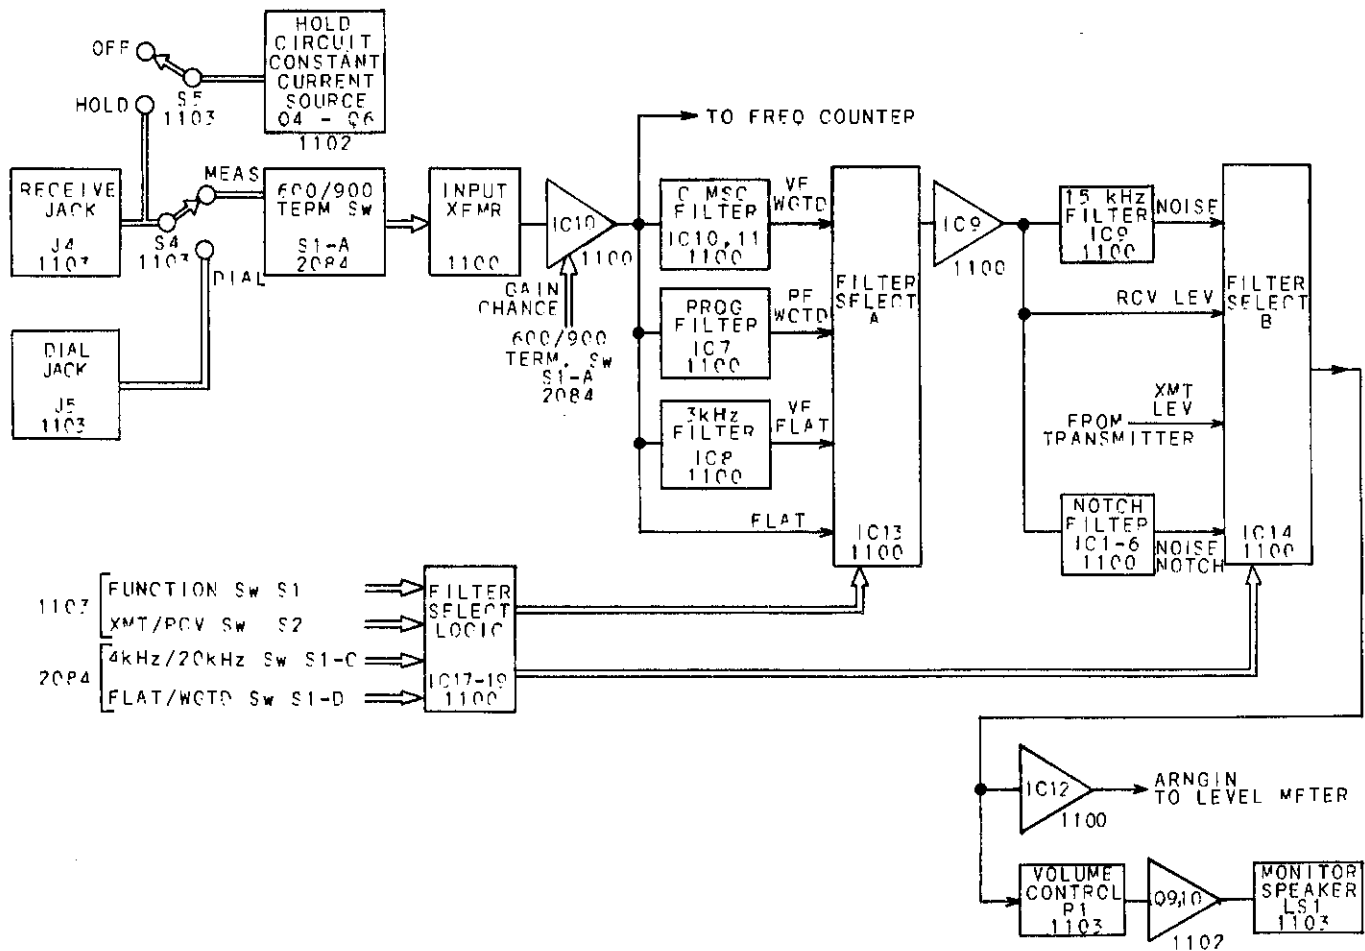 OFF
HOLD
S5
1103
HOLD
CIRCUIT
CONSTANT
CURRENT
SOURCE
Q4 - Q6
1102
TO FREQ COUNTER
RECEIVE
JACK
J4
1103
MEAS
S4
1103
DIAL
600/900
TERM SW
S1-A
2084
INPUT
XFMR
1100
IC10
1100
GAIN
CHANGE
600/900
TERM. SW
S1-A
2084
DIAL
JACK
J5
1103
C MSG
FILTER
IC10,11
1100
VF
WGTD
PROG
FILTER
IC7
1100
PF
WGTD
3kHz
FILTER
IC8
1100
VF
FLAT
FLAT
FILTER
SELECT
A
IC13
1100
IC9
1100
15 kHz
FILTER
IC9
1100
NOISE
RCV LEV
XMT
LEV
FROM
TRANSMITTER
NOTCH
FILTER
IC1-6
1100
NOISE
NOTCH
FILTER
SELECT
B
IC14
1100
1103
FUNCTION SW S1
XMT/RCV SW S2
2084
4kHz/20kHz SW S1-C
FLAT/WGTD SW S1-D
FILTER
SELECT
LOGIC
IC17-19
1100
IC12
1100
ARNGIN
TO LEVEL METER
VOLUME
CONTROL
R1
1103
Q9,10
1102
MONITOR
SPEAKER
LS1
1103